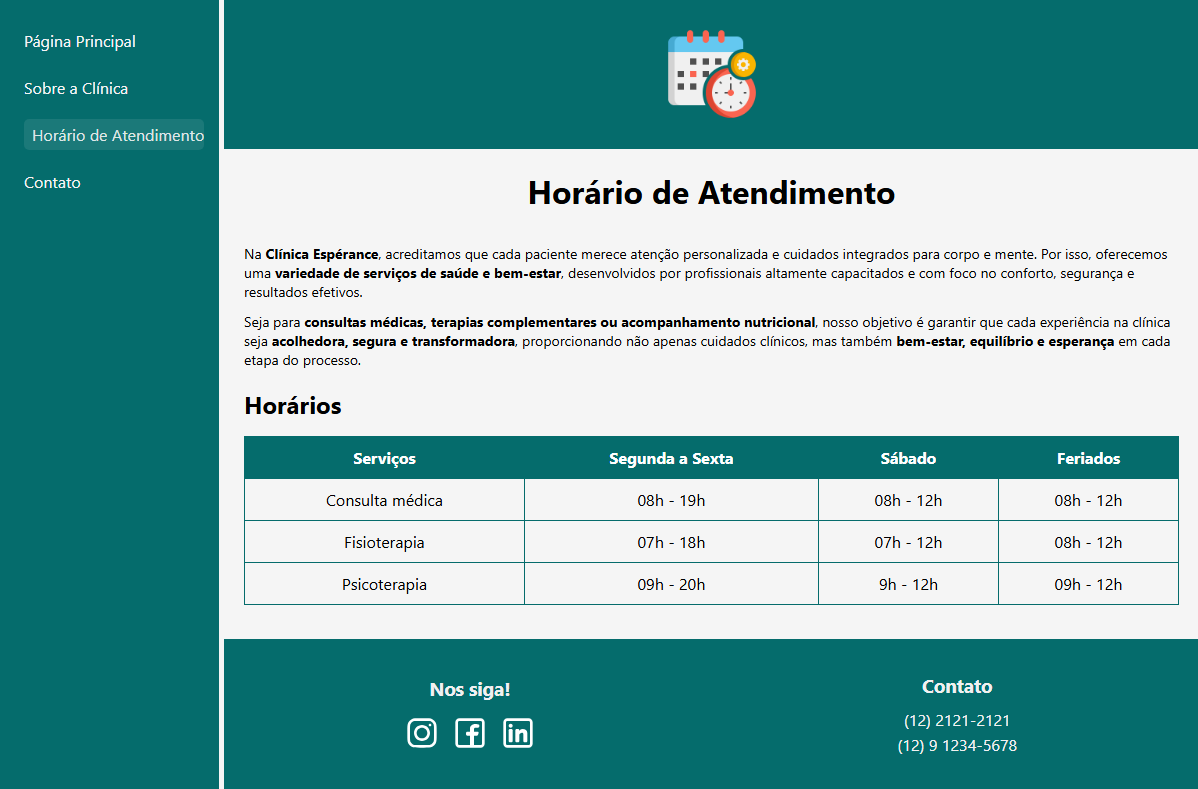 Página Principal
Sobre a Clínica
Horário de Atendimento
Contato
Horário de Atendimento
Na Clínica Espérance, acreditamos que cada paciente merece atenção personalizada e cuidados integrados para corpo e mente. Por isso, oferecemos
uma variedade de serviços de saúde e bem-estar, desenvolvidos por profissionais altamente capacitados e com foco no conforto, segurança e
resultados efetivos.
Seja para consultas médicas, terapias complementares ou acompanhamento nutricional, nosso objetivo é garantir que cada experiência na clínica
seja acolhedora, segura e transformadora, proporcionando não apenas cuidados clínicos, mas também bem-estar, equilíbrio e esperança em cada
etapa do processo.
Horários
Serviços Segunda a Sexta Sábado Feriados
Consulta médica 08h - 19h 08h - 12h 08h - 12h
Fisioterapia 07h - 18h 07h - 12h 08h - 12h
Psicoterapia 09h - 20h 9h - 12h 09h - 12h
Nos siga!
Contato
(12) 2121-2121
(12) 9 1234-5678